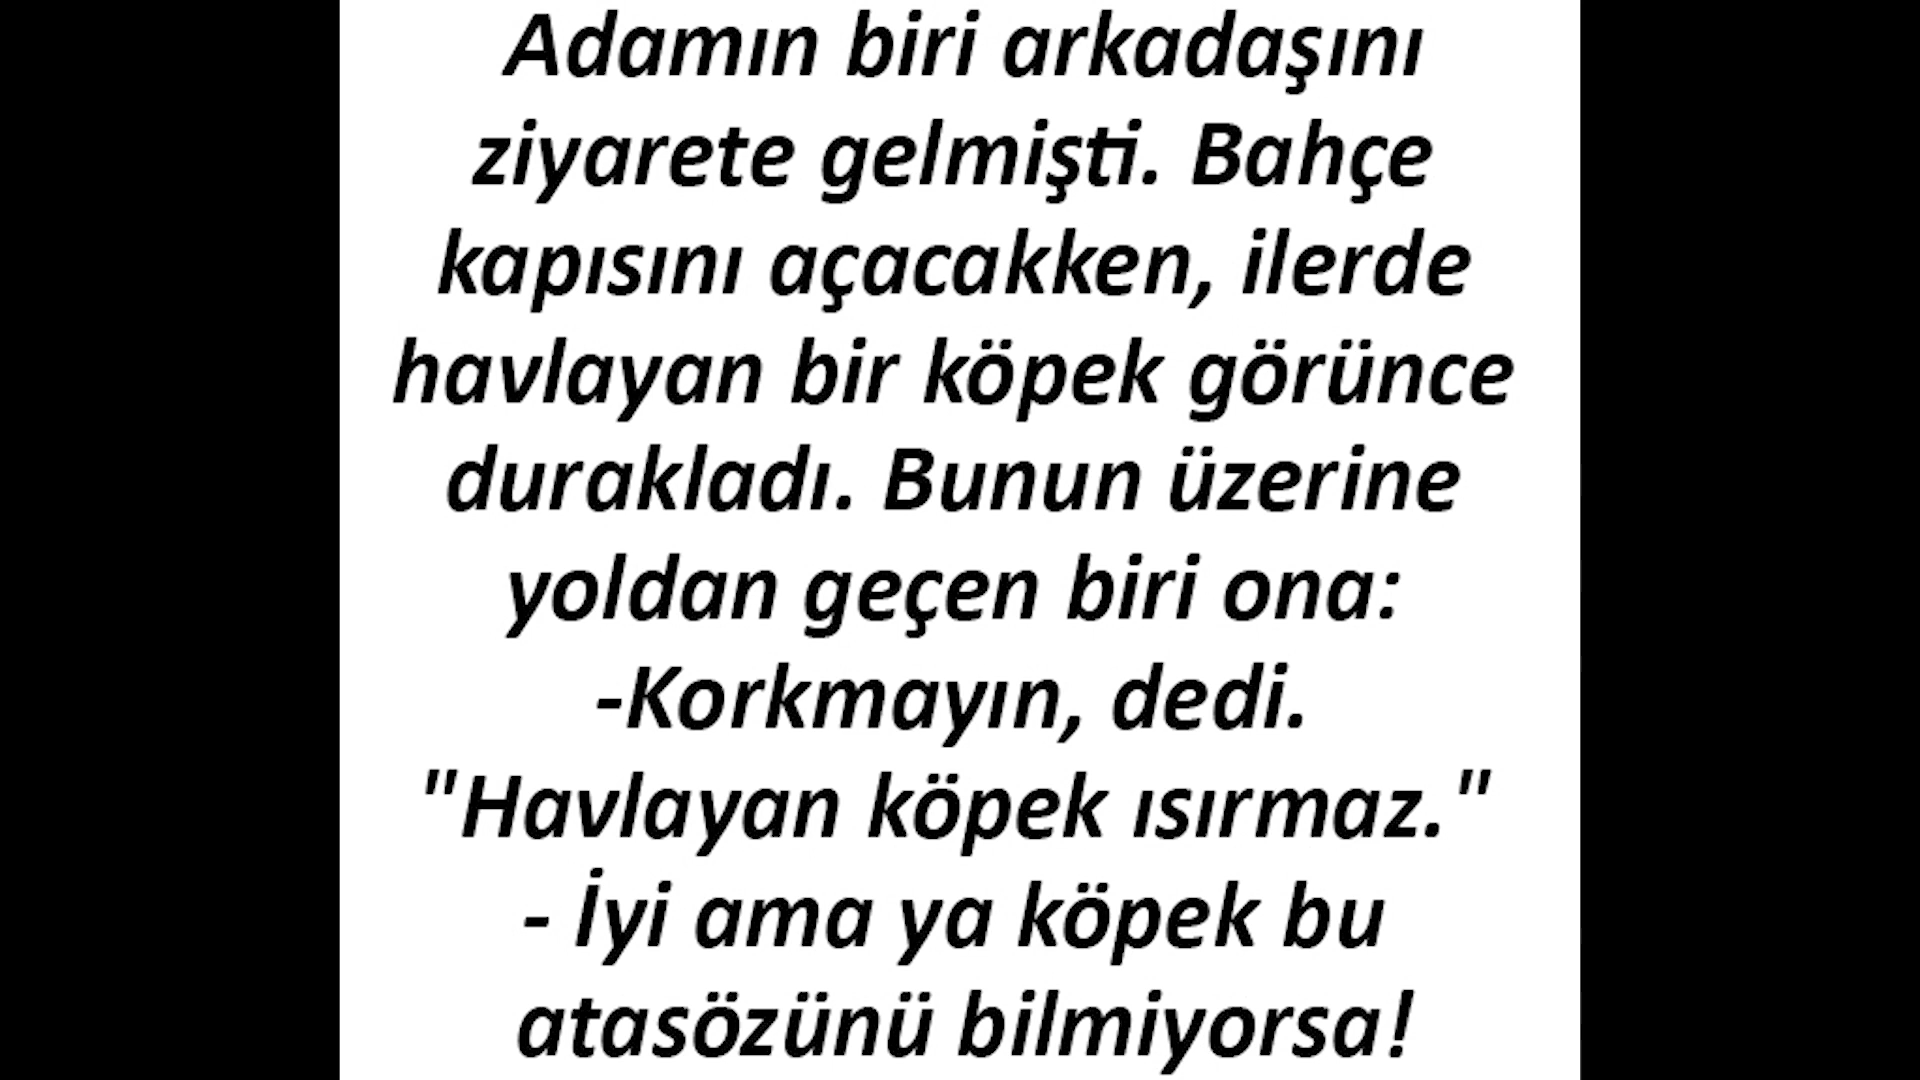 Adamın biri arkadaşını
ziyarete gelmişti. Bahçe
kapısını açacakken, ilerde
havlayan bir köpek görünce
durakladı. Bunun üzerine
yoldan geçen biri ona:
-Korkmayın, dedi.
"Havlayan köpek ısırmaz."
- İyi ama ya köpek bu
atasözünü bilmiyorsa!